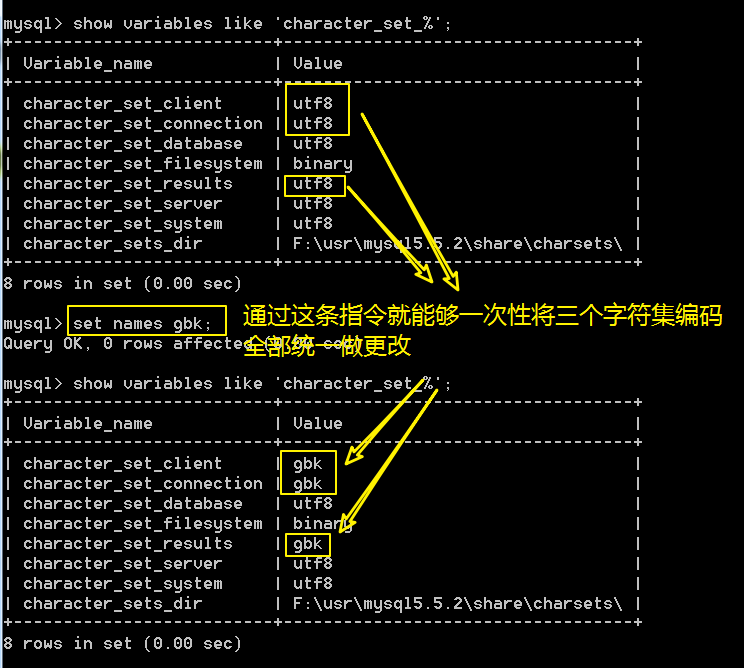 mysql> show variables like 'character_set_%';
+--------------------------+---------------------------------+
| Variable_name | Value |
+--------------------------+---------------------------------+
| character_set_client | utf8 |
| character_set_connection | utf8 |
| character_set_database | utf8 |
| character_set_filesystem | binary |
| character_set_results | utf8 |
| character_set_server | utf8 |
| character_set_system | utf8 |
| character_sets_dir | F:\usr\mysql5.5.2\share\charsets\ |
+--------------------------+---------------------------------+
8 rows in set (0.00 sec)
mysql> set names gbk;
通过这条指令就能够一次性将三个字符集编码
Query OK, 0 rows affected
全部统一做更改
mysql> show variables like 'character_set_%';
+--------------------------+---------------------------------+
| Variable_name | Value |
+--------------------------+---------------------------------+
| character_set_client | gbk |
| character_set_connection | gbk |
| character_set_database | utf8 |
| character_set_filesystem | binary |
| character_set_results | gbk |
| character_set_server | utf8 |
| character_set_system | utf8 |
| character_sets_dir | F:\usr\mysql5.5.2\share\charsets\ |
+--------------------------+---------------------------------+
8 rows in set (0.00 sec)